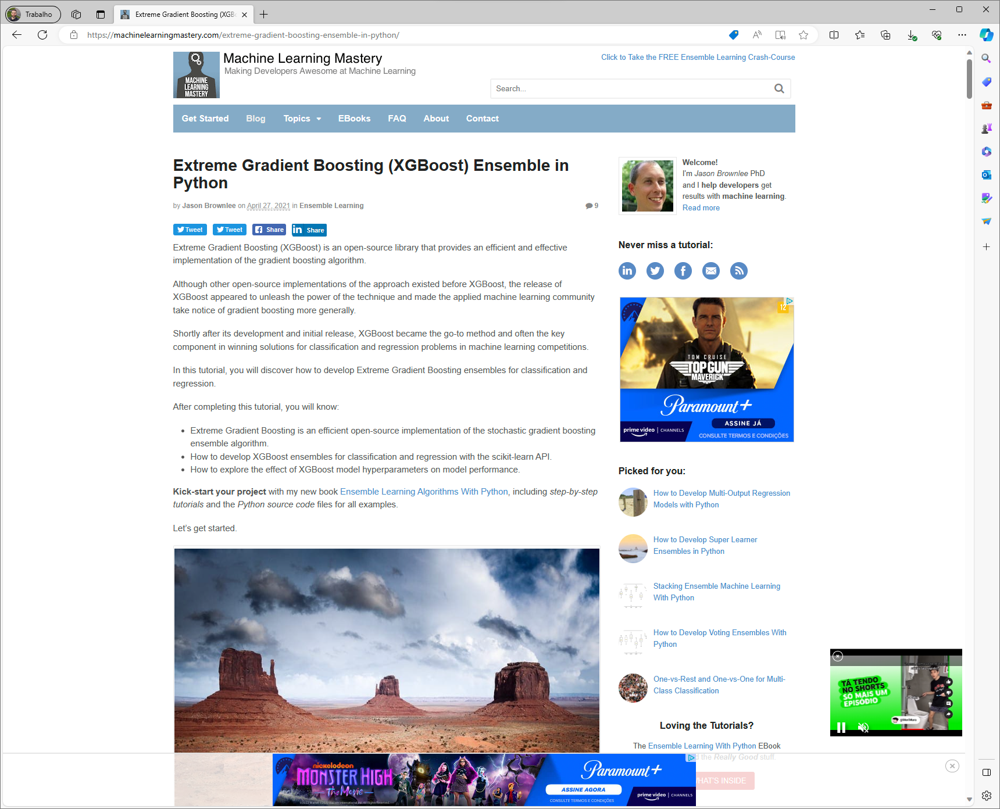 Trabalho
Extreme Gradient Boosting (XGBo
https://machinelearningmastery.com/extreme-gradient-boosting-ensemble-in-python/
MACHINE
LEARNING
MASTERY
Machine Learning Mastery
Making Developers Awesome at Machine Learning
Click to Take the FREE Ensemble Learning Crash-Course
Search...
Get Started Blog Topics EBooks FAQ About Contact
Extreme Gradient Boosting (XGBoost) Ensemble in
Python
by Jason Brownlee on April 27, 2021 in Ensemble Learning 9
Tweet Tweet Share Share
Extreme Gradient Boosting (XGBoost) is an open-source library that provides an efficient and effective
implementation of the gradient boosting algorithm.
Although other open-source implementations of the approach existed before XGBoost, the release of
XGBoost appeared to unleash the power of the technique and made the applied machine learning community
take notice of gradient boosting more generally.
Shortly after its development and initial release, XGBoost became the go-to method and often the key
component in winning solutions for classification and regression problems in machine learning competitions.
In this tutorial, you will discover how to develop Extreme Gradient Boosting ensembles for classification and
regression.
After completing this tutorial, you will know:
• Extreme Gradient Boosting is an efficient open-source implementation of the stochastic gradient boosting
ensemble algorithm.
• How to develop XGBoost ensembles for classification and regression with the scikit-learn API.
• How to explore the effect of XGBoost model hyperparameters on model performance.
Kick-start your project with my new book Ensemble Learning Algorithms With Python, including step-by-step
tutorials and the Python source code files for all examples.
Let's get started.
Welcome!
I'm Jason Brownlee PhD
and I help developers get
results with machine learning.
Read more
Never miss a tutorial:
12
TOM CRUISE
TOP GUN
MAVERICK
Paramount+
ASSINE JÁ
prime video | CHANNELS
CONSULTE TERMOS E CONDIÇÕES
Picked for you:
How to Develop Multi-Output Regression
Models with Python
How to Develop Super Learner
Ensembles in Python
Stacking Ensemble Machine Learning
With Python
How to Develop Voting Ensembles With
Python
One-vs-Rest and One-vs-One for Multi-
Class Classification
Loving the Tutorials?
The Ensemble Learning With Python EBook
the Really Good stuff.
WHAT'S INSIDE
TÁ TENDO
NO SHORTS
SÓ MAIS UM
EPISÓDIO
nickelodeon
MONSTER HIGH
The Movie
Paramount+
ASSINE AGORA
CONSULTE TERMOS E CONDIÇÕES
prime video | CHANNELS